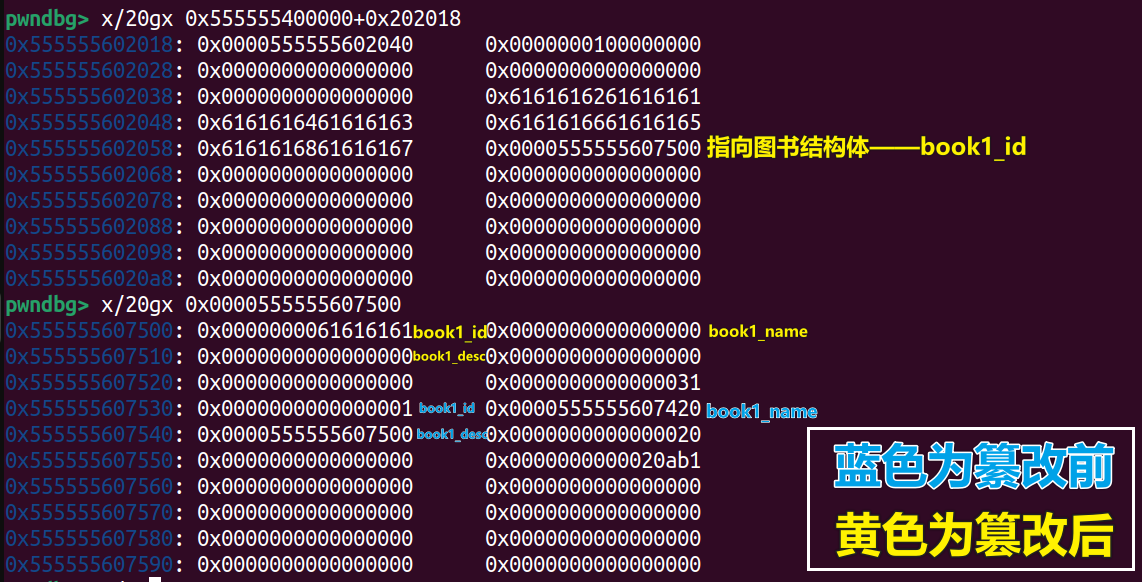 pwndbg> x/20gx 0x555555400000+0x202018
0x555555602018: 0x0000555555602040 0x0000000100000000
0x555555602028: 0x0000000000000000 0x0000000000000000
0x555555602038: 0x0000000000000000 0x6161616261616161
0x555555602048: 0x6161616461616163 0x6161616661616165
0x555555602058: 0x6161616861616167 0x0000555555607500 指向图书结构体——book1_id
0x555555602068: 0x0000000000000000 0x0000000000000000
0x555555602078: 0x0000000000000000 0x0000000000000000
0x555555602088: 0x0000000000000000 0x0000000000000000
0x555555602098: 0x0000000000000000 0x0000000000000000
0x5555556020a8: 0x0000000000000000 0x0000000000000000
pwndbg> x/20gx 0x0000555555607500
0x555555607500: 0x0000000061616161 book1_id 0x0000000000000000 book1_name
0x555555607510: 0x0000000000000000 book1_desc 0x0000000000000000
0x555555607520: 0x0000000000000000 0x0000000000000031
0x555555607530: 0x0000000000000001 book1_id 0x0000555555607420 book1_name
0x555555607540: 0x0000555555607500 book1_desc 0x0000000000000020
0x555555607550: 0x0000000000000000 0x0000000000020ab1
0x555555607560: 0x0000000000000000 0x0000000000000000
0x555555607570: 0x0000000000000000 0x0000000000000000
0x555555607580: 0x0000000000000000 0x0000000000000000
0x555555607590: 0x0000000000000000 0x0000000000000000
蓝色为篡改前
黄色为篡改后